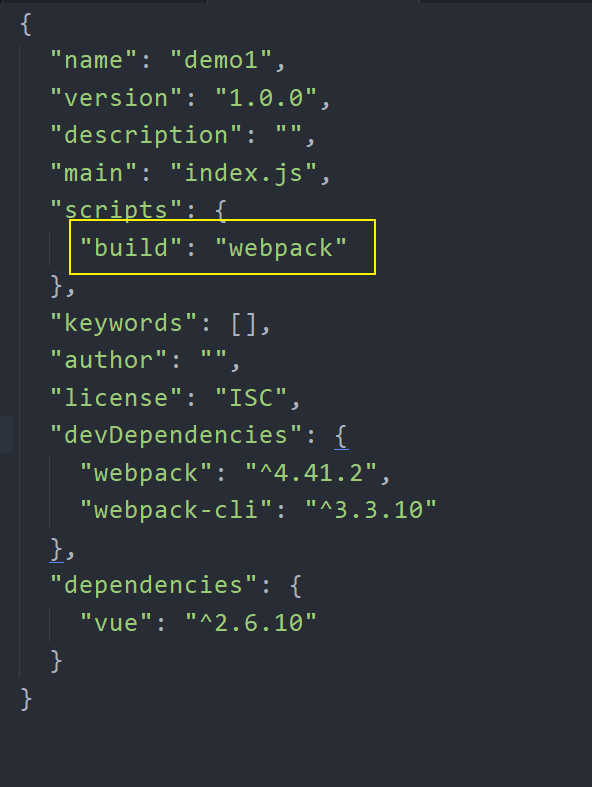 {
  "name": "demo1",
  "version": "1.0.0",
  "description": "",
  "main": "index.js",
  "scripts": {
    "build": "webpack"
  },
  "keywords": [],
  "author": "",
  "license": "ISC",
  "devDependencies": {
    "webpack": "^4.41.2",
    "webpack-cli": "^3.3.10"
  },
  "dependencies": {
    "vue": "^2.6.10"
  }
}